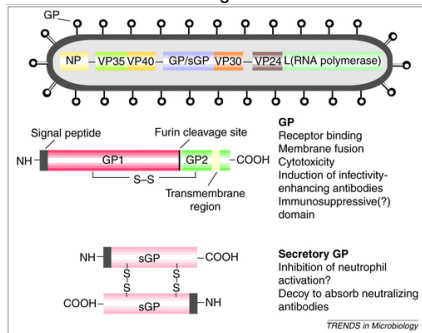 GP
NP VP35 VP40 GP/sGP VP30 VP24 L(RNA polymerase)
Signal peptide Furin cleavage site
NH GP1 GP2 COOH
S–S
Transmembrane
region
GP
Receptor binding
Membrane fusion
Cytotoxicity
Induction of infectivity-
enhancing antibodies
Immunosuppressive(?)
domain
NH sGP COOH
S S
S S
COOH sGP NH
Secretory GP
Inhibition of neutrophil
activation?
Decoy to absorb neutralizing
antibodies
TRENDS in Microbiology